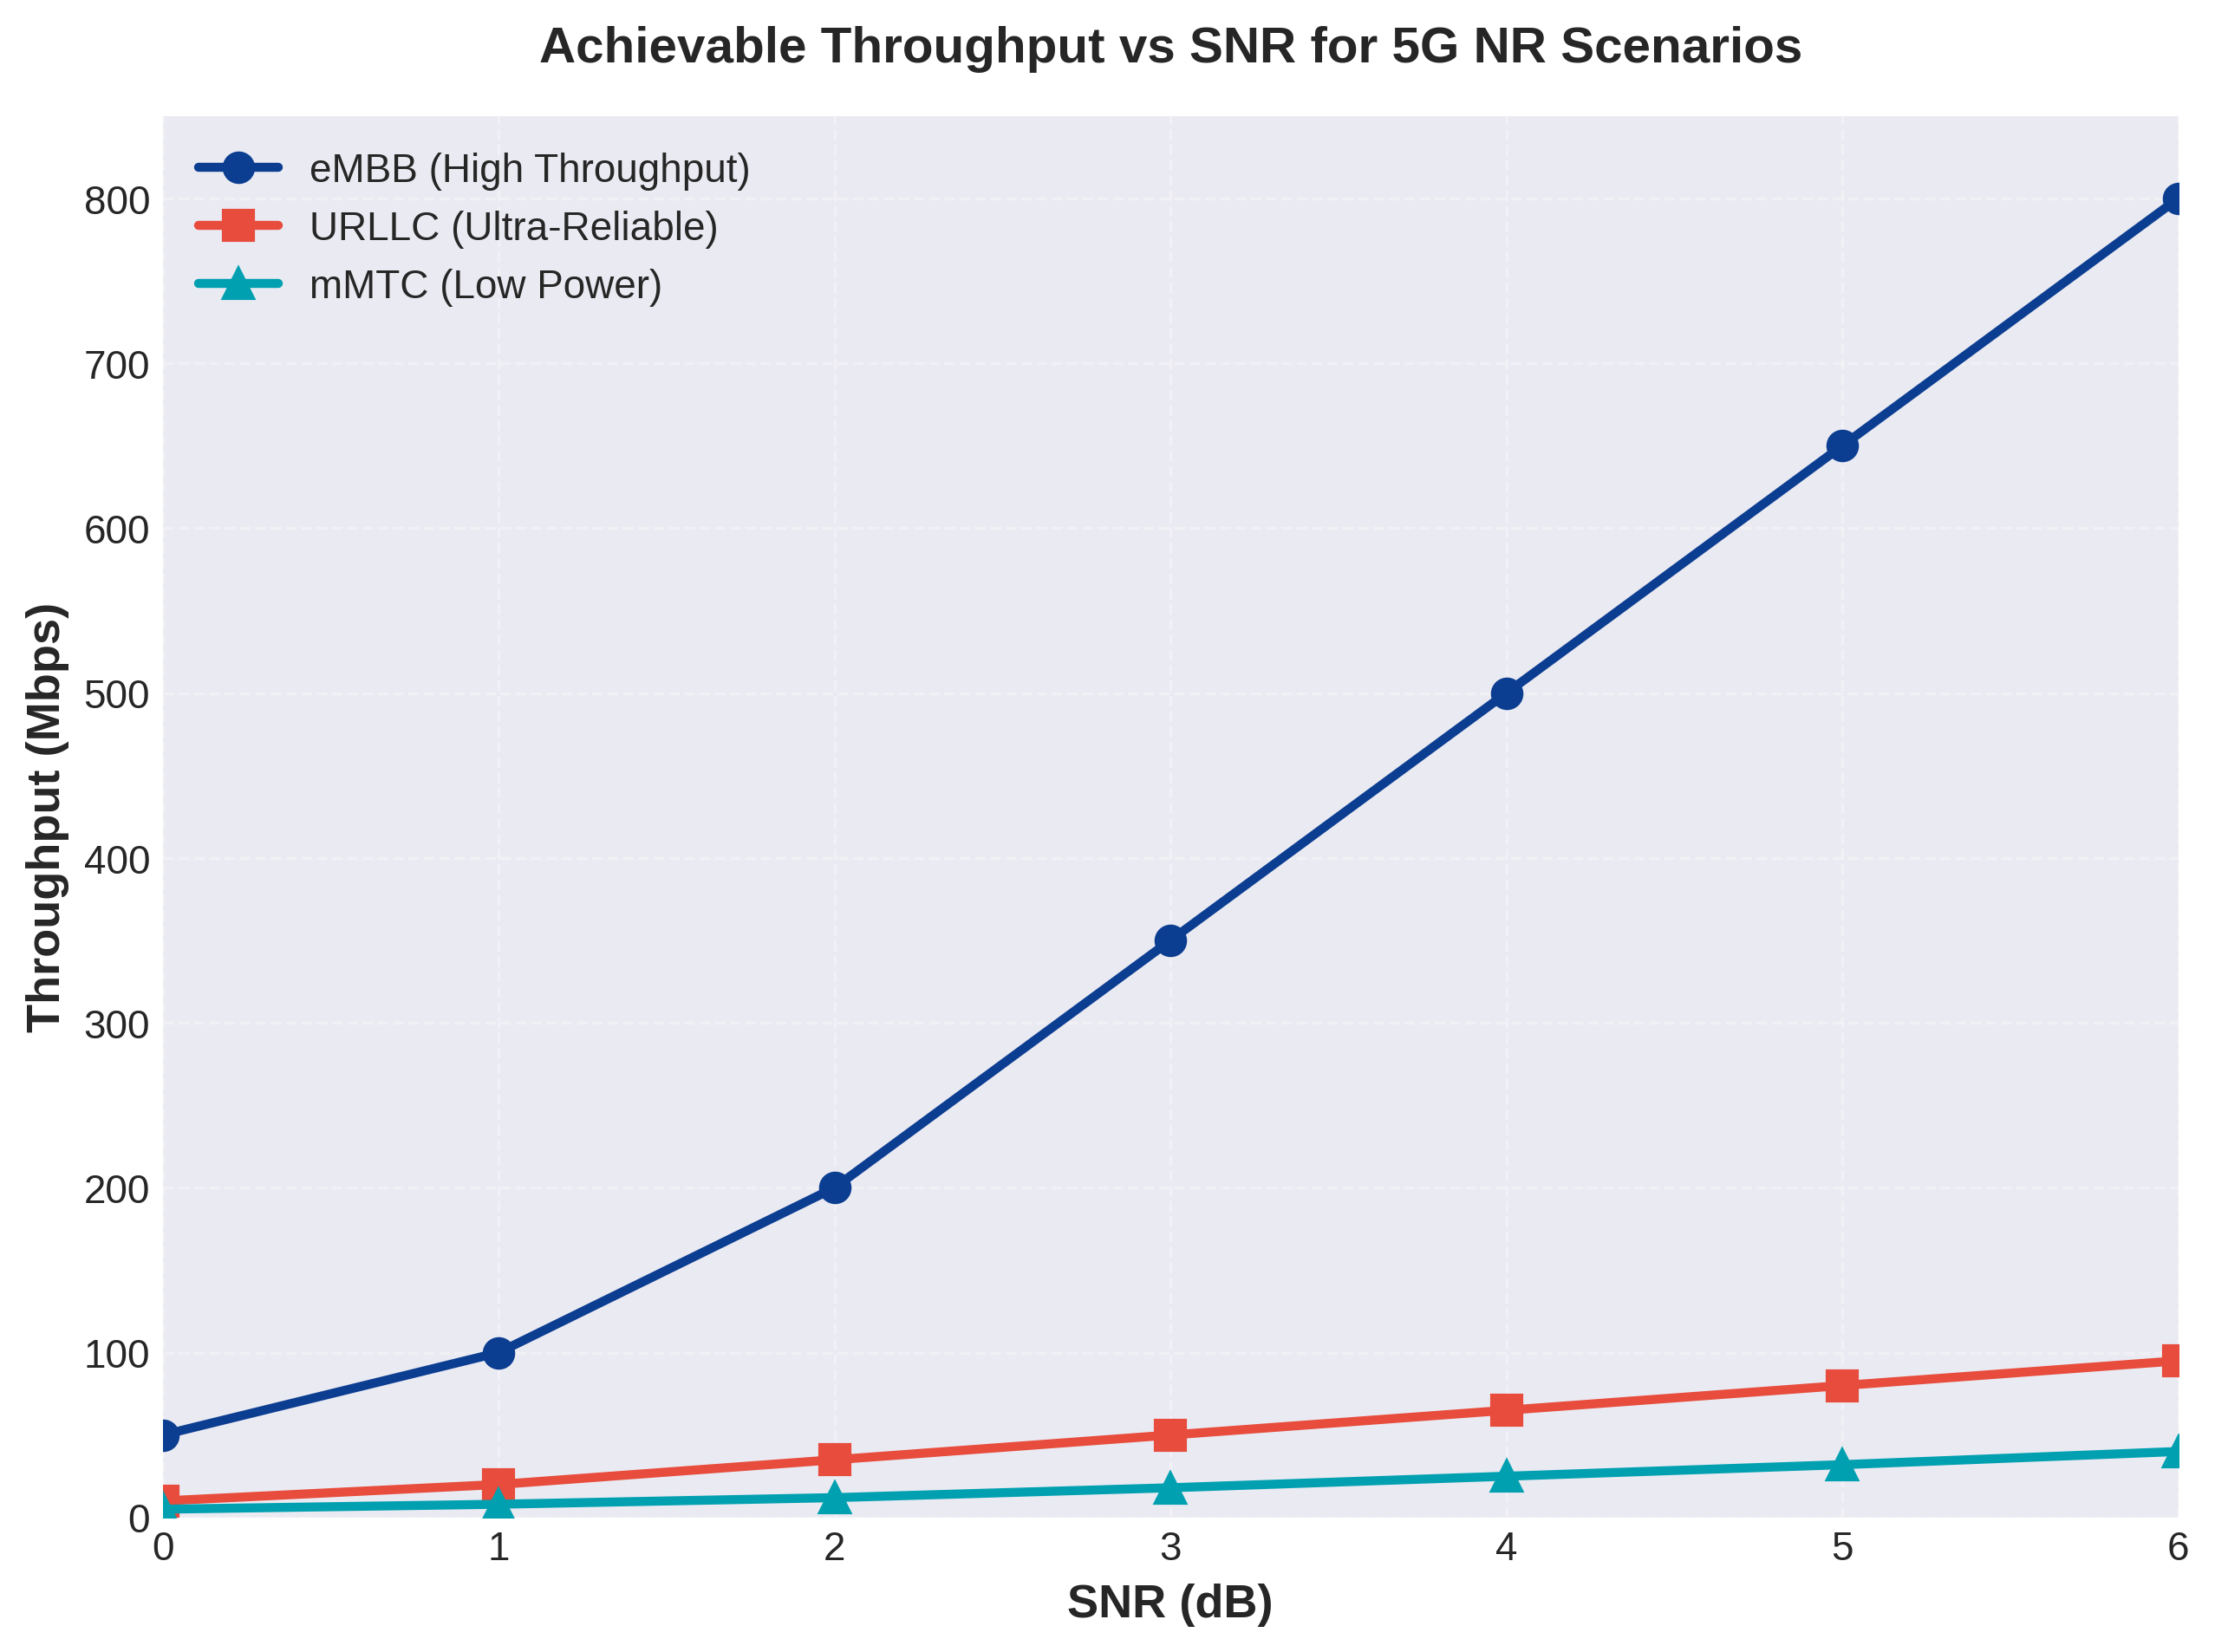 Achievable Throughput vs SNR for 5G NR Scenarios
eMBB (High Throughput)
URLLC (Ultra-Reliable)
mMTC (Low Power)
Throughput (Mbps)
800
700
600
500
400
300
200
100
0
0 1 2 3 4 5 6
SNR (dB)